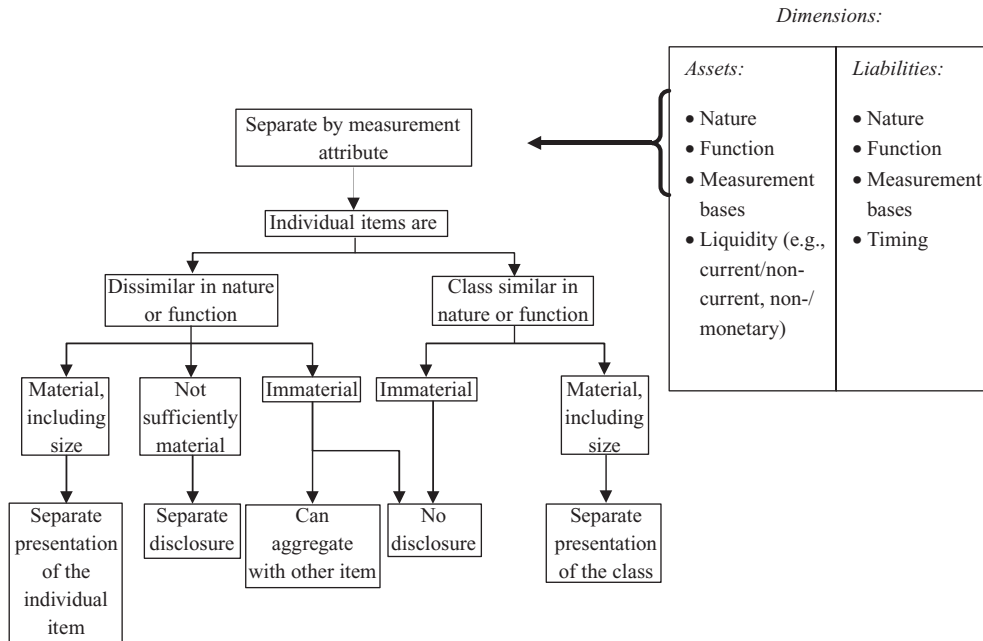 Dimensions:
Assets:
• Nature
• Function
• Measurement
bases
• Liquidity (e.g.,
current/non-
current, non-/
monetary)
Liabilities:
• Nature
• Function
• Measurement
bases
• Timing
Separate by measurement
attribute
Individual items are
Dissimilar in nature
or function
Class similar in
nature or function
Material,
including
size
Not
sufficiently
material
Immaterial
Immaterial
Material,
including
size
Separate
presentation
of the
individual
item
Separate
disclosure
Can
aggregate
with other item
No
disclosure
Separate
presentation
of the class